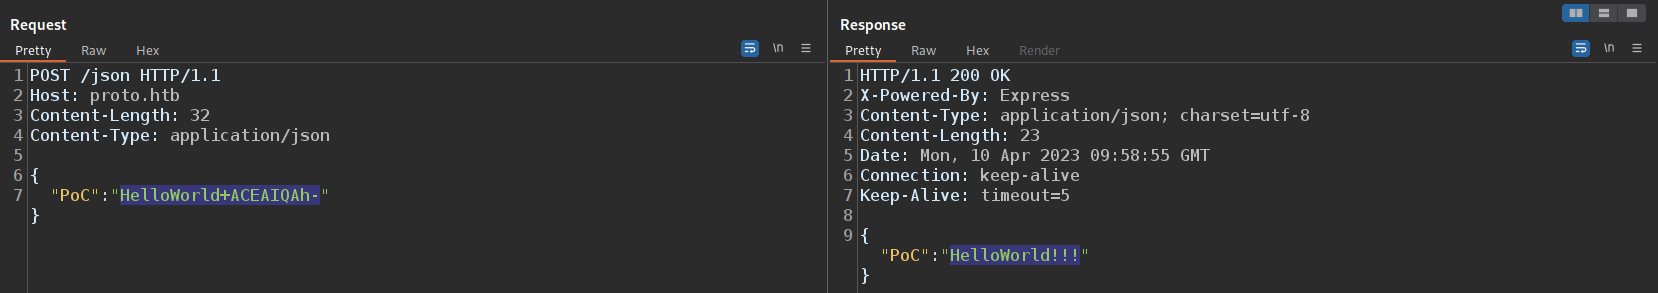 Request
Pretty Raw Hex
\n
1 POST /json HTTP/1.1
2 Host: proto.htb
3 Content-Length: 32
4 Content-Type: application/json
5
6 {
7 "PoC":"HelloWorld+ACEAIQAh-"
}
Response
Pretty Raw Hex Render
\n
1 HTTP/1.1 200 OK
2 X-Powered-By: Express
3 Content-Type: application/json; charset=utf-8
4 Content-Length: 23
5 Date: Mon, 10 Apr 2023 09:58:55 GMT
6 Connection: keep-alive
7 Keep-Alive: timeout=5
8
9 {
"PoC":"HelloWorld!!!"
}